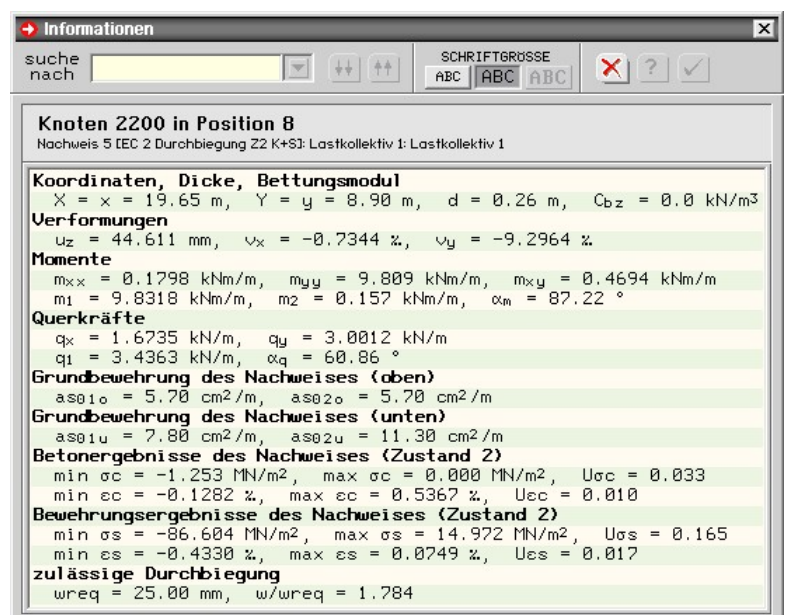 Informationen
suche nach
SCHRIFTGRÖSSE
ABC ABC ABC
Knoten 2200 in Position 8
Nachweis 5 [EC 2 Durchbiegung Z2 K+S]: Lastkollektiv 1: Lastkollektiv 1
Koordinaten, Dicke, Bettungsmodul
X = x = 19.65 m, Y = y = 8.90 m, d = 0.26 m, Cbz = 0.0 kN/m³
Verformungen
uz = 44.611 mm, νx = -0.7344 ‰, νy = -9.2964 ‰
Momente
mxx = 0.1798 kNm/m, myy = 9.809 kNm/m, mxy = 0.4694 kNm/m
m1 = 9.8318 kNm/m, m2 = 0.157 kNm/m, αm = 87.22 °
Querkräfte
qx = 1.6735 kN/m, qy = 3.0012 kN/m
q1 = 3.4363 kN/m, αq = 60.86 °
Grundbewehrung des Nachweises (oben)
as01o = 5.70 cm²/m, as02o = 5.70 cm²/m
Grundbewehrung des Nachweises (unten)
as01u = 7.80 cm²/m, as02u = 11.30 cm²/m
Betonergebnisse des Nachweises (Zustand 2)
min σc = -1.253 MN/m², max σc = 0.000 MN/m², Uσc = 0.033
min εc = -0.1282 ‰, max εc = 0.5367 ‰, Uεc = 0.010
Bewehrungsergebnisse des Nachweises (Zustand 2)
min σs = -86.604 MN/m², max σs = 14.972 MN/m², Uσs = 0.165
min εs = -0.4330 ‰, max εs = 0.0749 ‰, Uεs = 0.017
zulässige Durchbiegung
wreq = 25.00 mm, w/wreq = 1.784